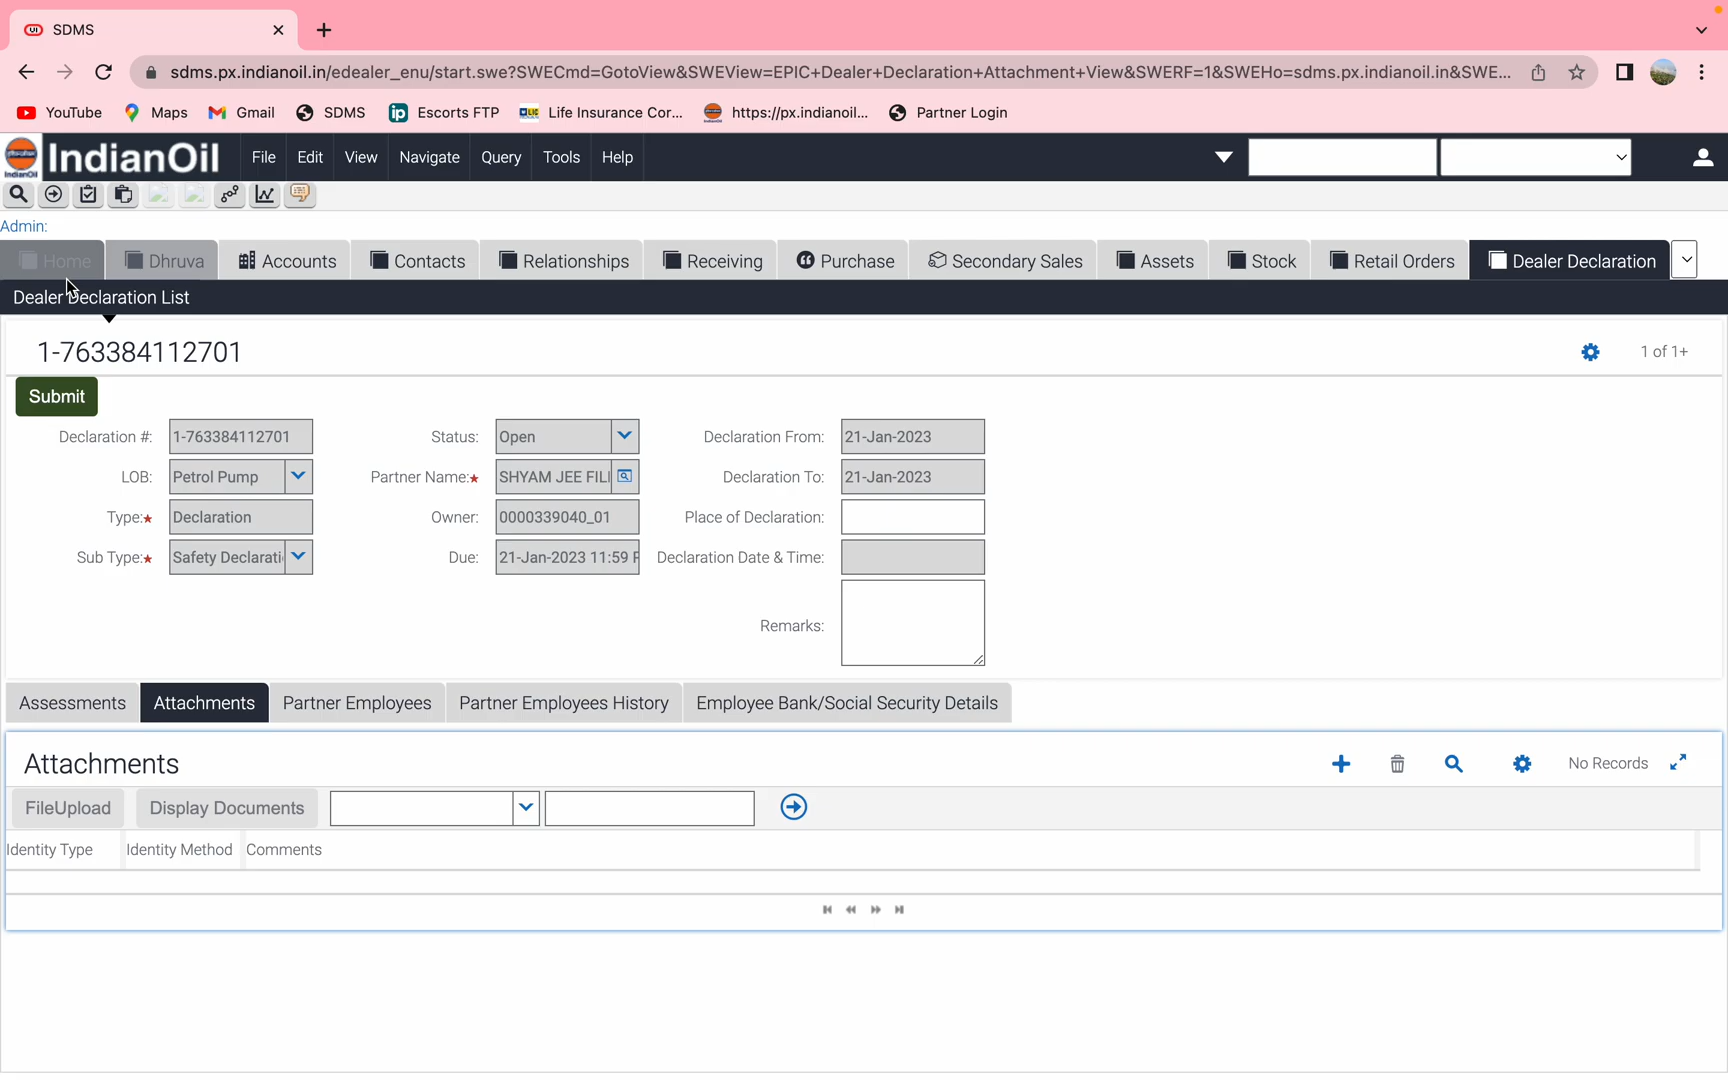 SDMS
sdms.px.indianoil.in/edealer_enu/start.swe?SWECmd=GotoView&SWEView=EPIC+Dealer+Declaration+Attachment+View&SWERF=1&SWEHo=sdms.px.indianoil.in&SWE...
YouTube Maps Gmail SDMS Escorts FTP Life Insurance Cor... https://px.indianoil... Partner Login
IndianOil File Edit View Navigate Query Tools Help
Admin:
Home Dhruva Accounts Contacts Relationships Receiving Purchase Secondary Sales Assets Stock Retail Orders Dealer Declaration
Dealer Declaration List
1-763384112701 1 of 1+
Submit
Declaration #: 1-763384112701 Status: Open Declaration From: 21-Jan-2023
LOB: Petrol Pump Partner Name:★ SHYAM JEE FILI Declaration To: 21-Jan-2023
Type:★ Declaration Owner: 0000339040_01 Place of Declaration:
Sub Type:★ Safety Declarati Due: 21-Jan-2023 11:59 P Declaration Date & Time:
Remarks:
Assessments Attachments Partner Employees Partner Employees History Employee Bank/Social Security Details
Attachments No Records
FileUpload Display Documents
Identity Type Identity Method Comments